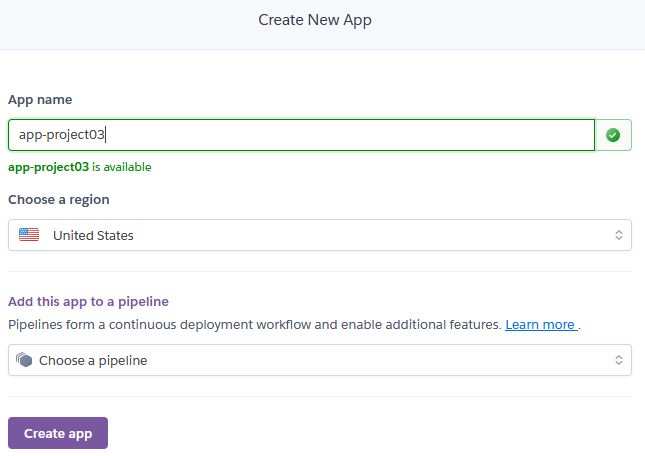 Create New App
App name
app-project03
app-project03 is available
Choose a region
United States
Add this app to a pipeline
Pipelines form a continuous deployment workflow and enable additional features. Learn more .
Choose a pipeline
Create app